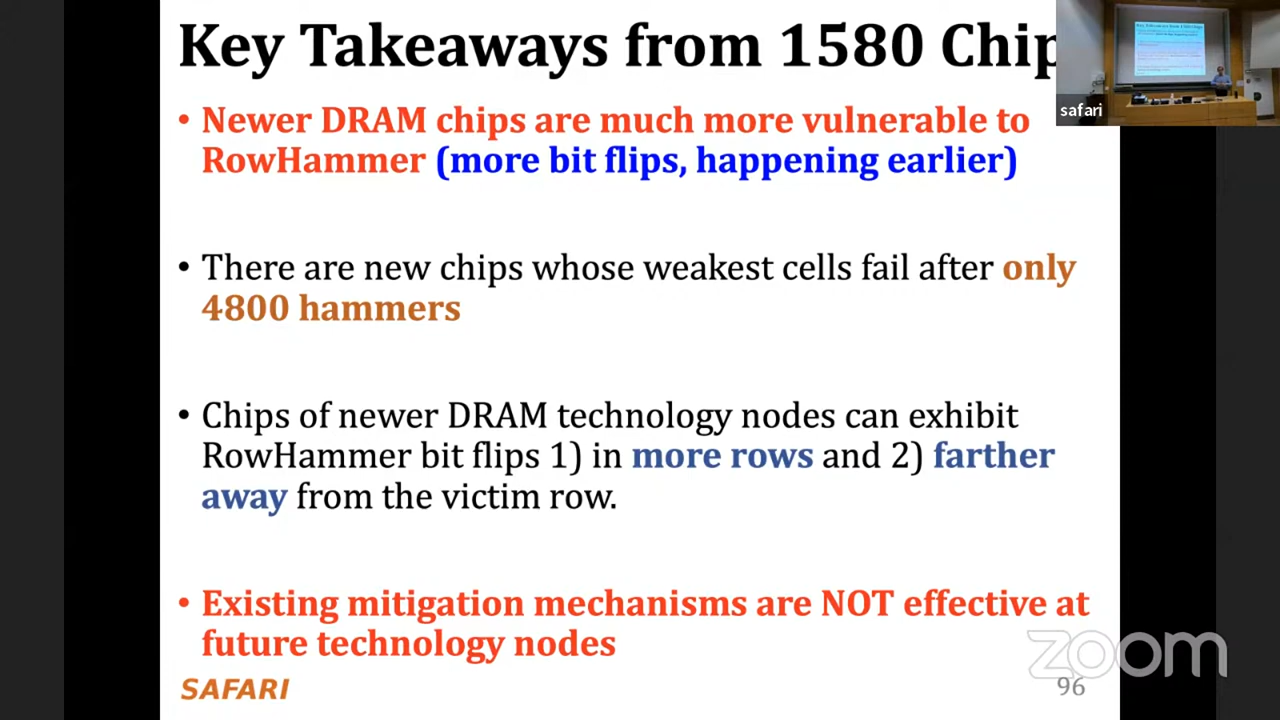 Key Takeaways from 1580 Chip
safari
• Newer DRAM chips are much more vulnerable to
RowHammer (more bit flips, happening earlier)
• There are new chips whose weakest cells fail after only
4800 hammers
• Chips of newer DRAM technology nodes can exhibit
RowHammer bit flips 1) in more rows and 2) farther
away from the victim row.
• Existing mitigation mechanisms are NOT effective at
future technology nodes
zoom
SAFARI
96